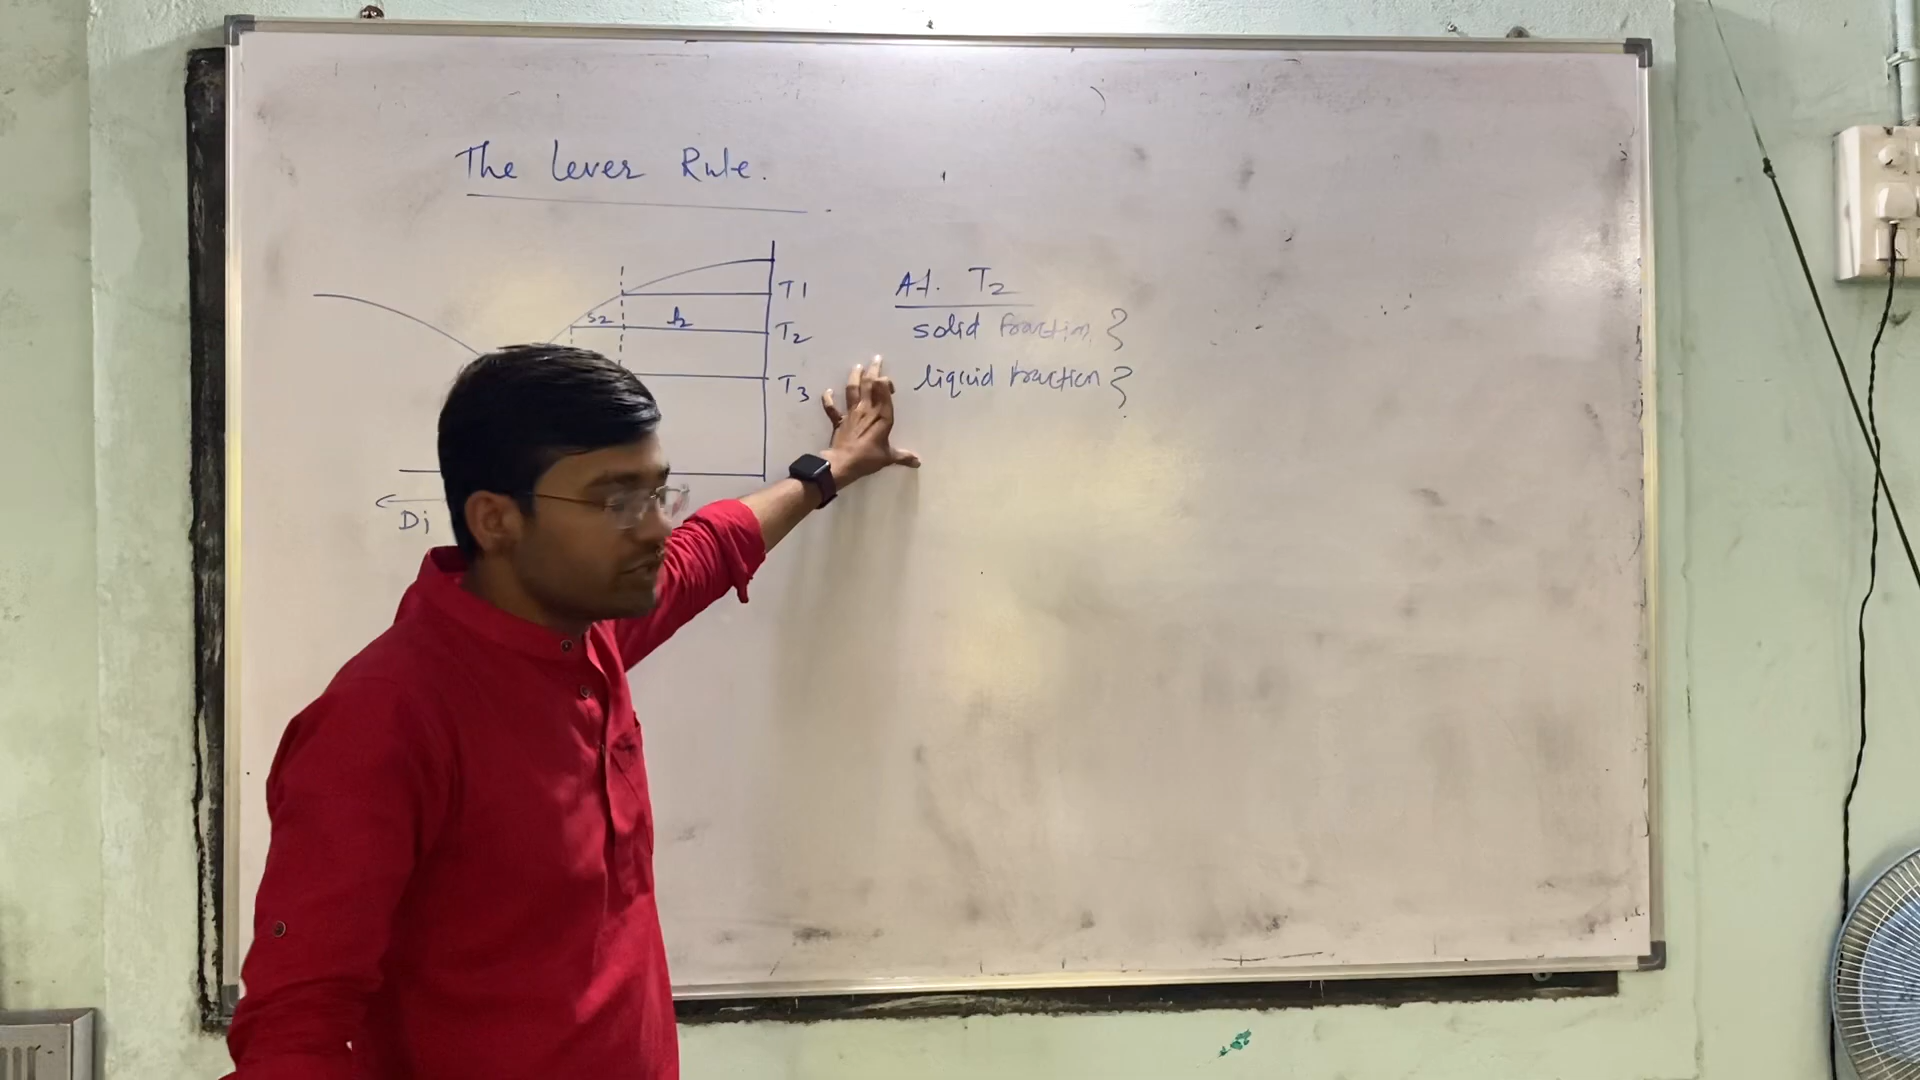 The Lever Rule.
T1
At. T2
s2 l2
T2
solid fraction ?
T3
liquid fraction ?
Di